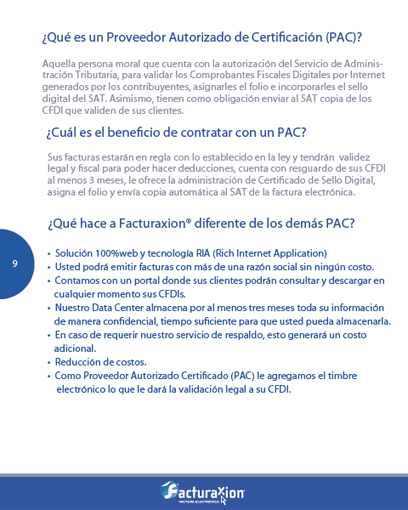 ¿Qué es un Proveedor Autorizado de Certificación (PAC)?
Aquella persona moral que cuenta con la autorización del Servicio de Adminis-
tración Tributaria, para validar los Comprobantes Fiscales Digitales por Internet
generados por los contribuyentes, asignarles el folio e incorporarles el sello
digital del SAT. Asimismo, tienen como obligación enviar al SAT copia de los
CFDI que validen de sus clientes.
¿Cuál es el beneficio de contratar con un PAC?
Sus facturas estarán en regla con lo establecido en la ley y tendrán validez
legal y fiscal para poder hacer deducciones, cuenta con resguardo de sus CFDI
al menos 3 meses, le ofrece la administración de Certificado de Sello Digital,
asigna el folio y envía copia automática al SAT de la factura electrónica.
¿Qué hace a Facturaxion® diferente de los demás PAC?
• Solución 100%web y tecnología RIA (Rich Internet Application)
9
• Usted podrá emitir facturas con más de una razón social sin ningún costo.
• Contamos con un portal donde sus clientes podrán consultar y descargar en
cualquier momento sus CFDIs.
• Nuestro Data Center almacena por al menos tres meses toda su información
de manera confidencial, tiempo suficiente para que usted pueda almacenarla.
• En caso de requerir nuestro servicio de respaldo, esto generará un costo
adicional.
• Reducción de costos.
• Como Proveedor Autorizado Certificado (PAC) le agregamos el timbre
electrónico lo que le dará la validación legal a su CFDI.
FacturaXion
FACTURA ELECTRÓNICA